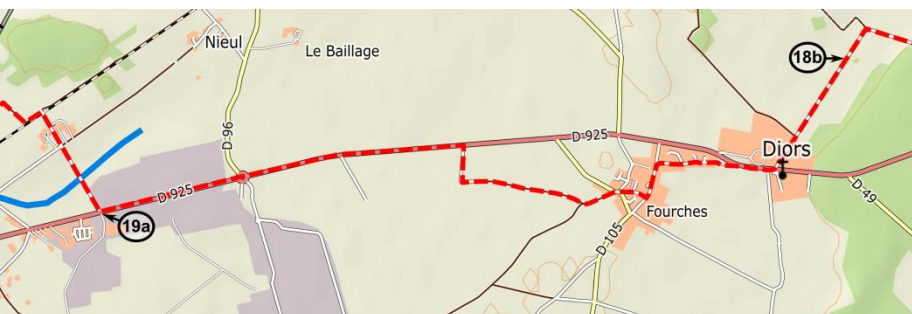 Nieul
Le Baillage
18b
D 96
D 925
Diors
D 925
D 49
19a
Fourches
D 105